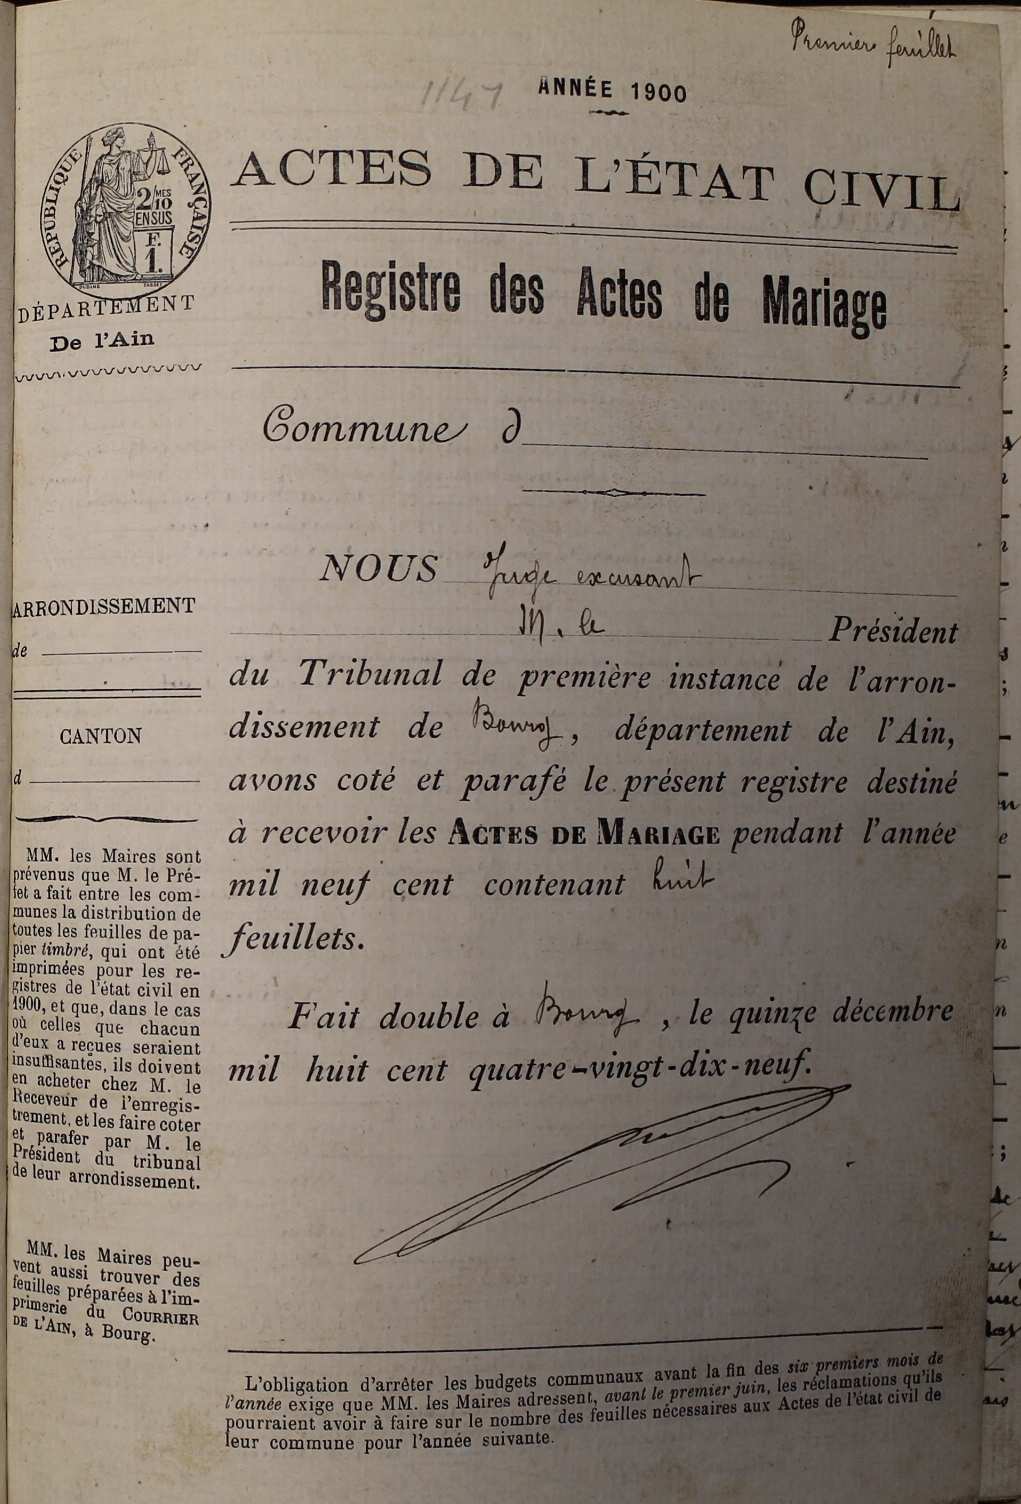 Premier feuillet
1141
ANNÉE 1900
ACTES DE L'ÉTAT CIVIL
RÉPUBLIQUE FRANÇAISE
2/MES
10
EN SUS
F.
1.
DÉPARTEMENT
De l'Ain
Registre des Actes de Mariage
Commune d
NOUS Juge excusant
M. le Président
du Tribunal de première instance de l'arron-
dissement de Bourg, département de l'Ain,
avons coté et parafé le présent registre destiné
à recevoir les ACTES DE MARIAGE pendant l'année
mil neuf cent contenant huit
feuillets.
Fait double à Bourg, le quinze décembre
mil huit cent quatre-vingt-dix-neuf.
ARRONDISSEMENT
de
CANTON
d
MM. les Maires sont
prévenus que M. le Pré-
fet a fait entre les com-
munes la distribution de
toutes les feuilles de pa-
pier timbré, qui ont été
imprimées pour les re-
gistres de l'état civil en
1900, et que, dans le cas
où celles que chacun
d'eux a reçues seraient
insuffisantes, ils doivent
en acheter chez M. le
Receveur de l'enregis-
trement, et les faire coter
et parafer par M. le
Président du tribunal
de leur arrondissement.
MM. les Maires peu-
vent aussi trouver des
feuilles préparées à l'im-
primerie du COURRIER
DE L'AIN, à Bourg.
L'obligation d'arrêter les budgets communaux avant la fin des six premiers mois de
l'année exige que MM. les Maires adressent, avant le premier juin, les réclamations qu'ils
pourraient avoir à faire sur le nombre des feuilles nécessaires aux Actes de l'état civil de
leur commune pour l'année suivante.